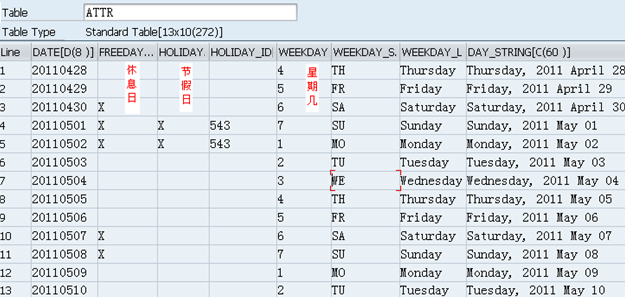 Table ATTR
Table Type Standard Table[13x10(272)]
Line DATE[D(8 )] FREEDAY... HOLIDAY. HOLIDAY_ID WEEKDAY WEEKDAY_S. WEEKDAY_L DAY_STRING[C(60 )]
1 20110428 4 TH Thursday Thursday, 2011 April 28
2 20110429 5 FR Friday Friday, 2011 April 29
3 20110430 X 6 SA Saturday Saturday, 2011 April 30
休息日
节假日
星期几
4 20110501 X X 543 7 SU Sunday Sunday, 2011 May 01
5 20110502 X X 543 1 MO Monday Monday, 2011 May 02
6 20110503 2 TU Tuesday Tuesday, 2011 May 03
7 20110504 3 WE Wednesday Wednesday, 2011 May 04
8 20110505 4 TH Thursday Thursday, 2011 May 05
9 20110506 5 FR Friday Friday, 2011 May 06
10 20110507 X 6 SA Saturday Saturday, 2011 May 07
11 20110508 X 7 SU Sunday Sunday, 2011 May 08
12 20110509 1 MO Monday Monday, 2011 May 09
13 20110510 2 TU Tuesday Tuesday, 2011 May 10